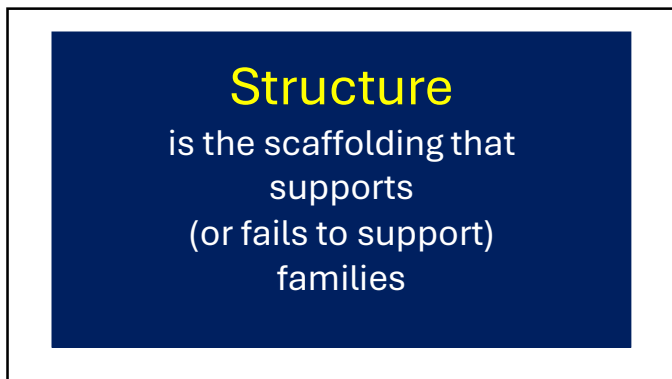 Structure
is the scaffolding that
supports
(or fails to support)
families